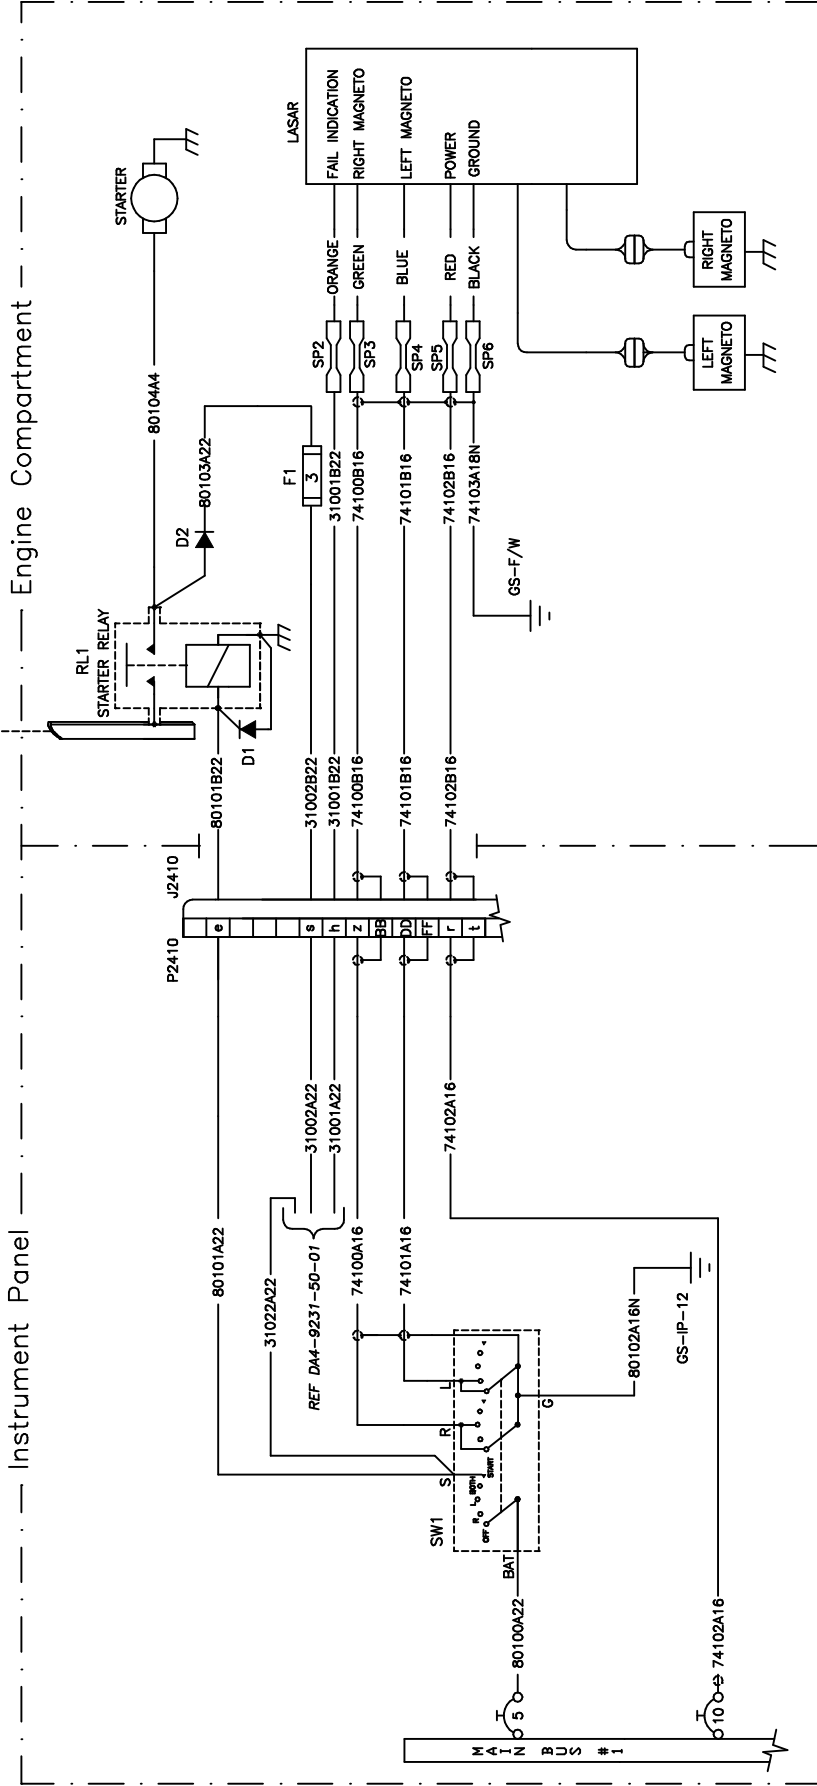 Instrument Panel
Engine Compartment
STARTER
80104A4
RL1
STARTER RELAY
D2
80103A22
D1
80101B22
80101A22
F1
3
P2410
J2410
e
s
h
z
BB
DD
FF
r
t
31002A22
31002B22
31001A22
31001B22
31001B22
31022A22
REF DA4-9231-50-01
74100A16
74100B16
74100B16
74101A16
74101B16
74101B16
74102A16
74102B16
74102B16
74103A18N
GS-F/W
SP2
SP3
SP4
SP5
SP6
ORANGE
GREEN
BLUE
RED
BLACK
LASAR
FAIL INDICATION
RIGHT MAGNETO
LEFT MAGNETO
POWER
GROUND
LEFT
MAGNETO
RIGHT
MAGNETO
SW1
BAT
S
R
L
G
OFF
R
L
BOTH
START
80102A16N
GS-IP-12
80100A22
74102A16
5
10
MAIN BUS #1